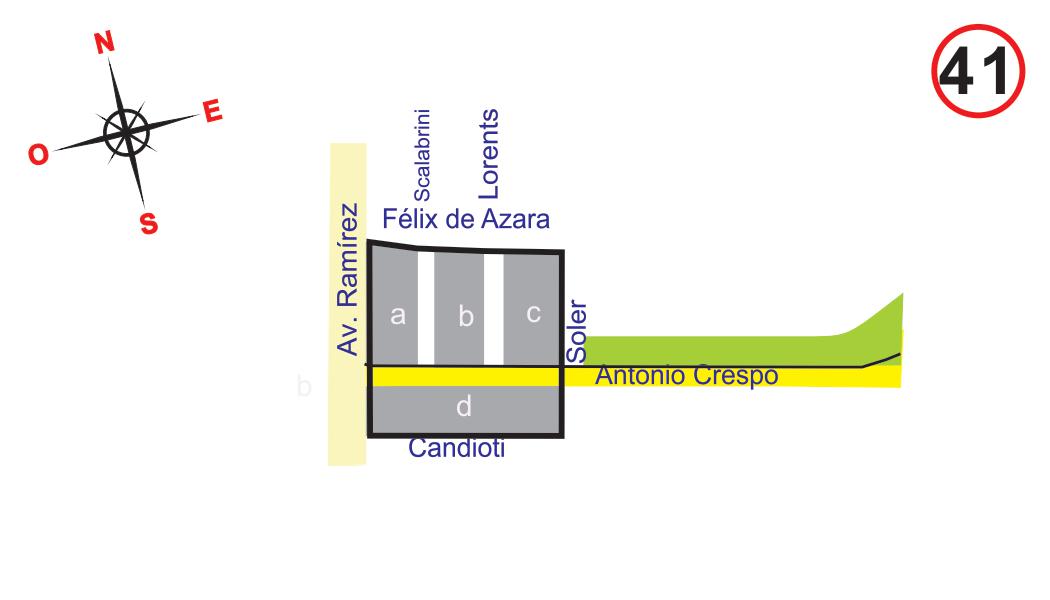 N
E
O
S
41
Scalabrini
Lorents
Félix de Azara
Av. Ramírez
a
b
c
Soler
Antonio Crespo
b
d
Candioti